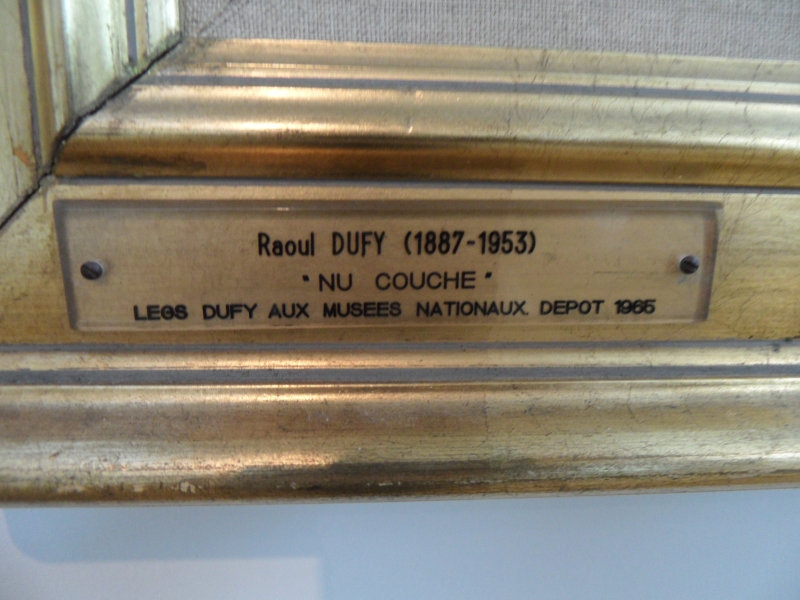 Raoul DUFY (1887-1953)
"NU COUCHE"
LEGS DUFY AUX MUSEES NATIONAUX. DEPOT 1965